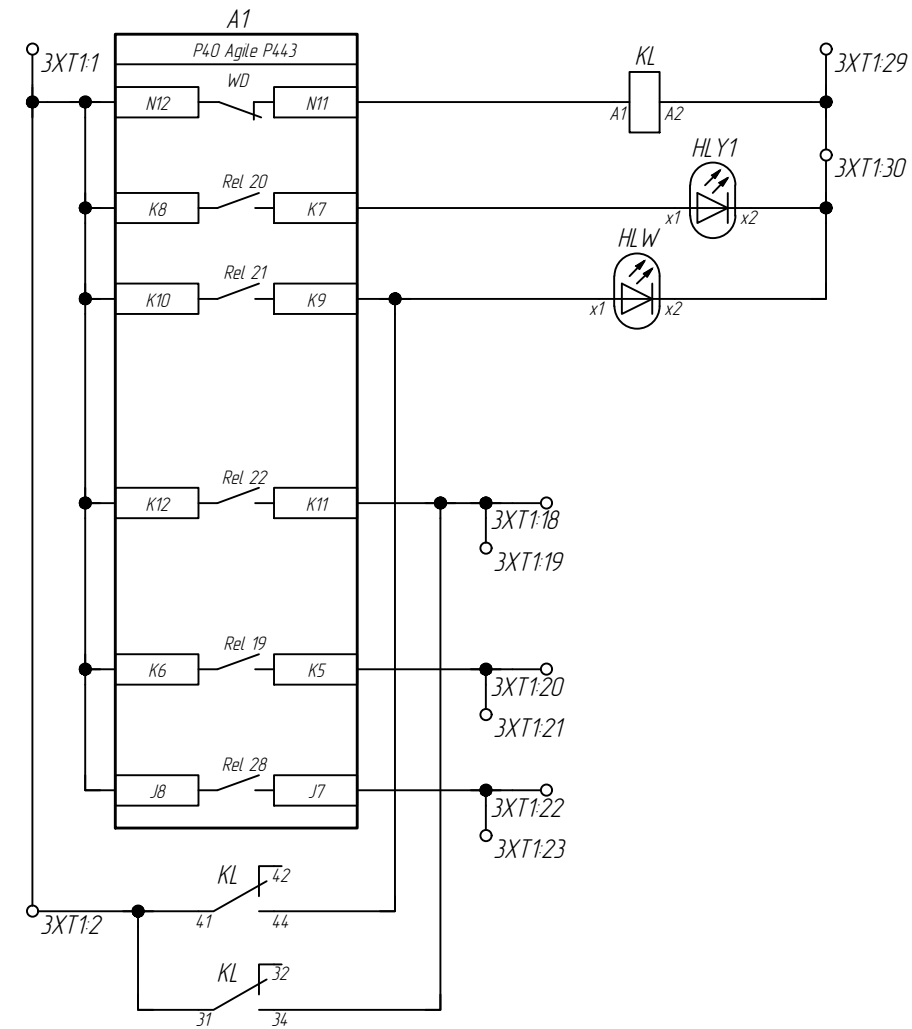 A1
3XT1:1
P40 Agile P443
KL
3XT1:29
WD
N12
N11
A1
A2
HLY1
3XT1:30
Rel 20
K8
K7
x1
x2
HLW
Rel 21
K10
K9
x1
x2
Rel 22
K12
K11
3XT1:18
3XT1:19
Rel 19
K6
K5
3XT1:20
3XT1:21
Rel 28
J8
J7
3XT1:22
3XT1:23
KL
42
3XT1:2
41
44
KL
32
31
34